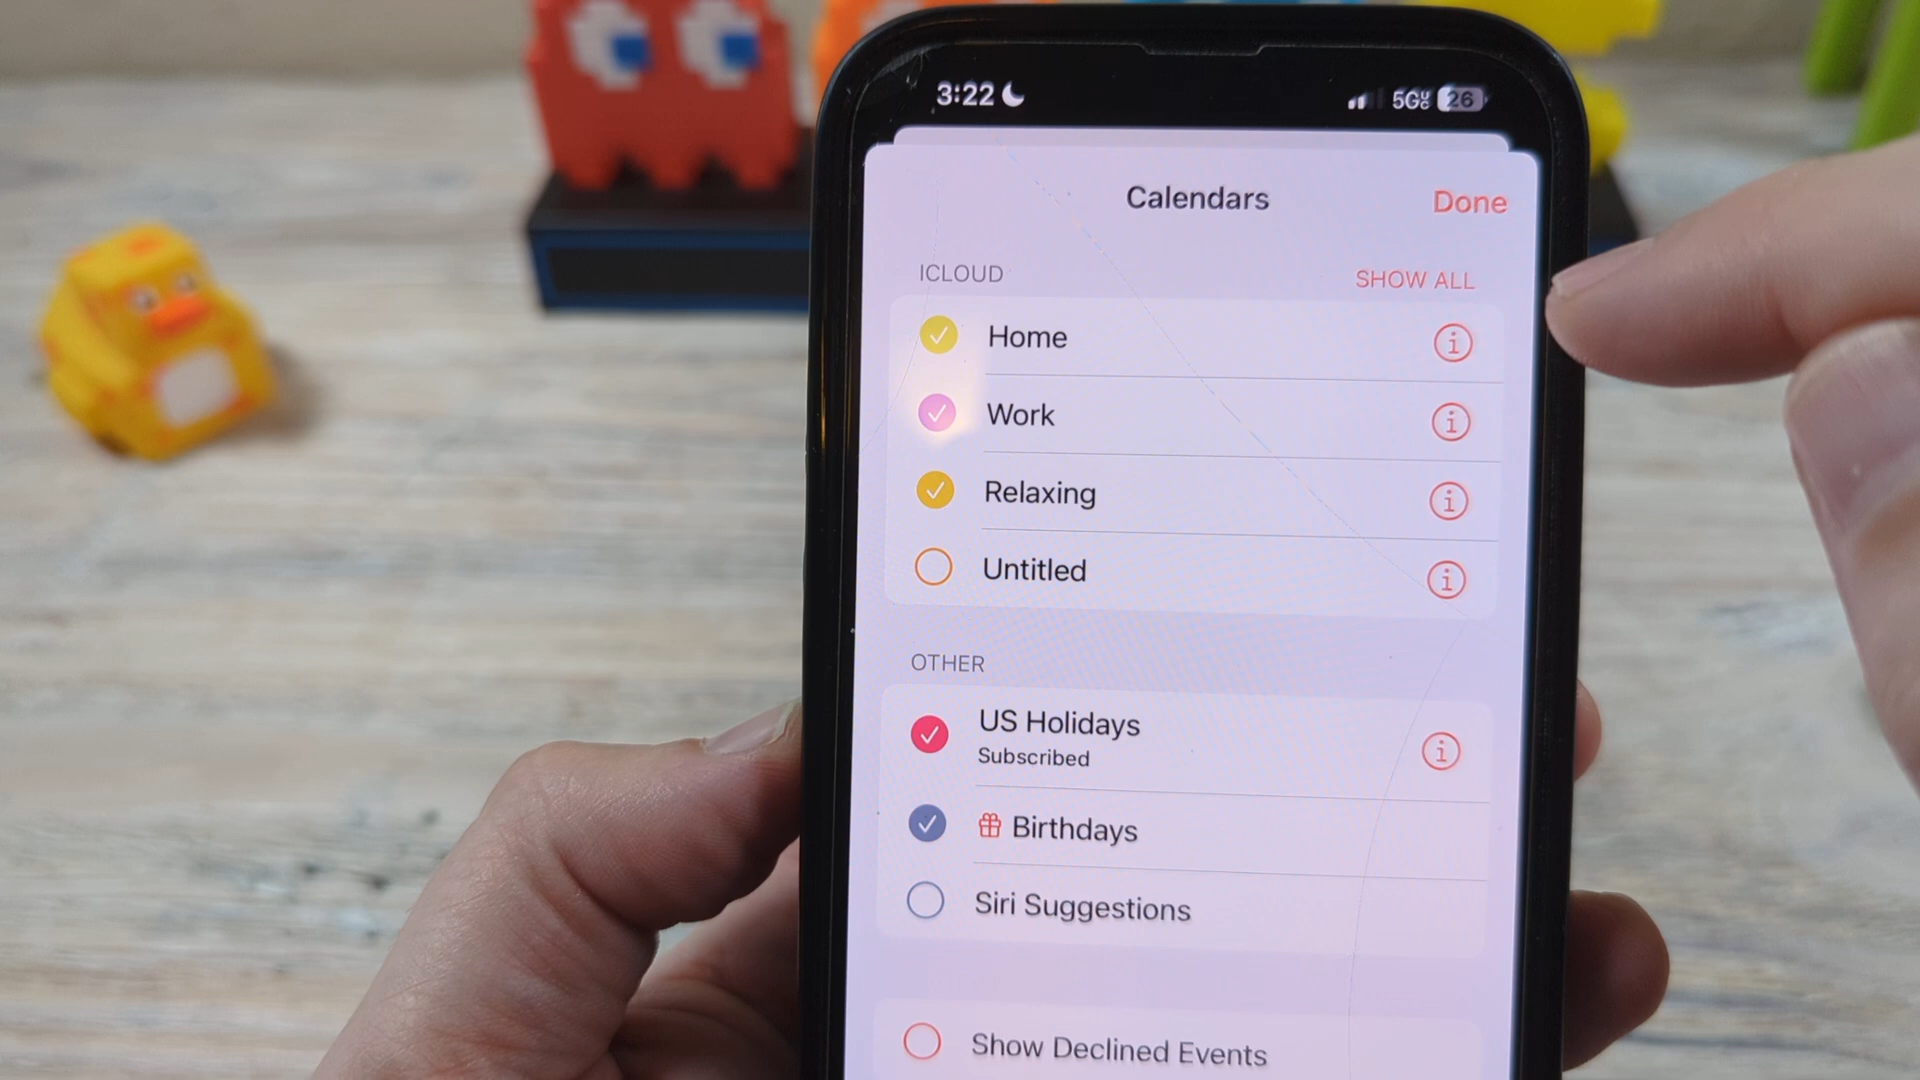 3:22
5G
26
Calendars
Done
ICLOUD
SHOW ALL
Home
Work
Relaxing
Untitled
OTHER
US Holidays
Subscribed
Birthdays
Siri Suggestions
Show Declined Events